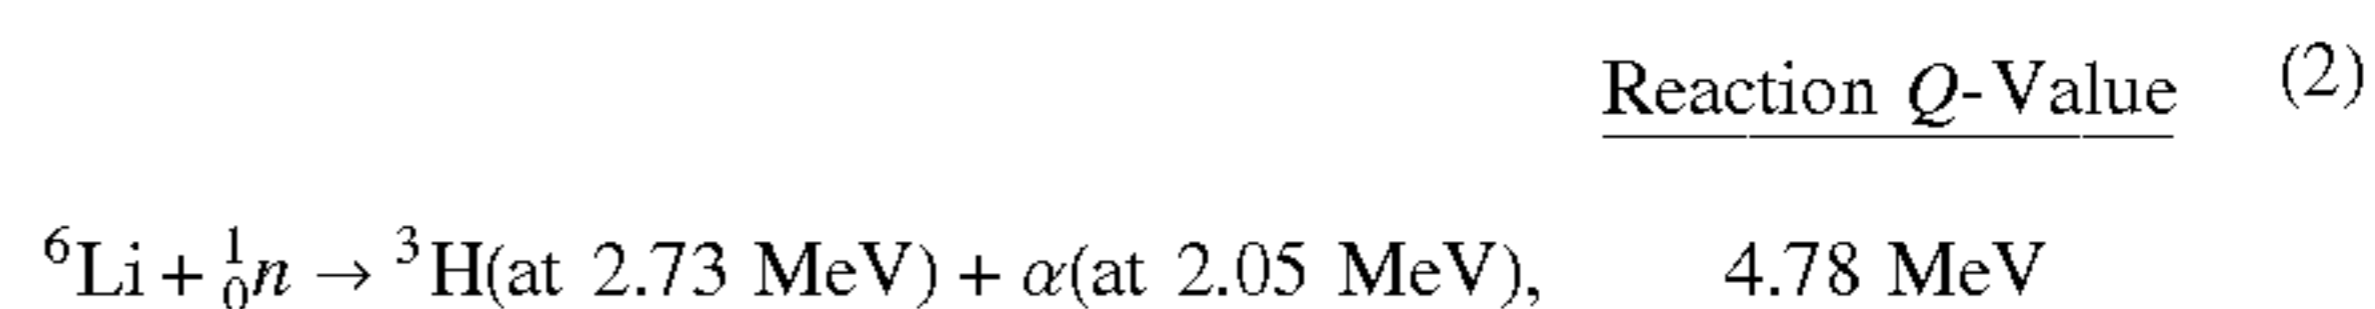 Reaction Q-Value (2)
⁶Li + ¹₀n → ³H(at 2.73 MeV) + α(at 2.05 MeV), 4.78 MeV